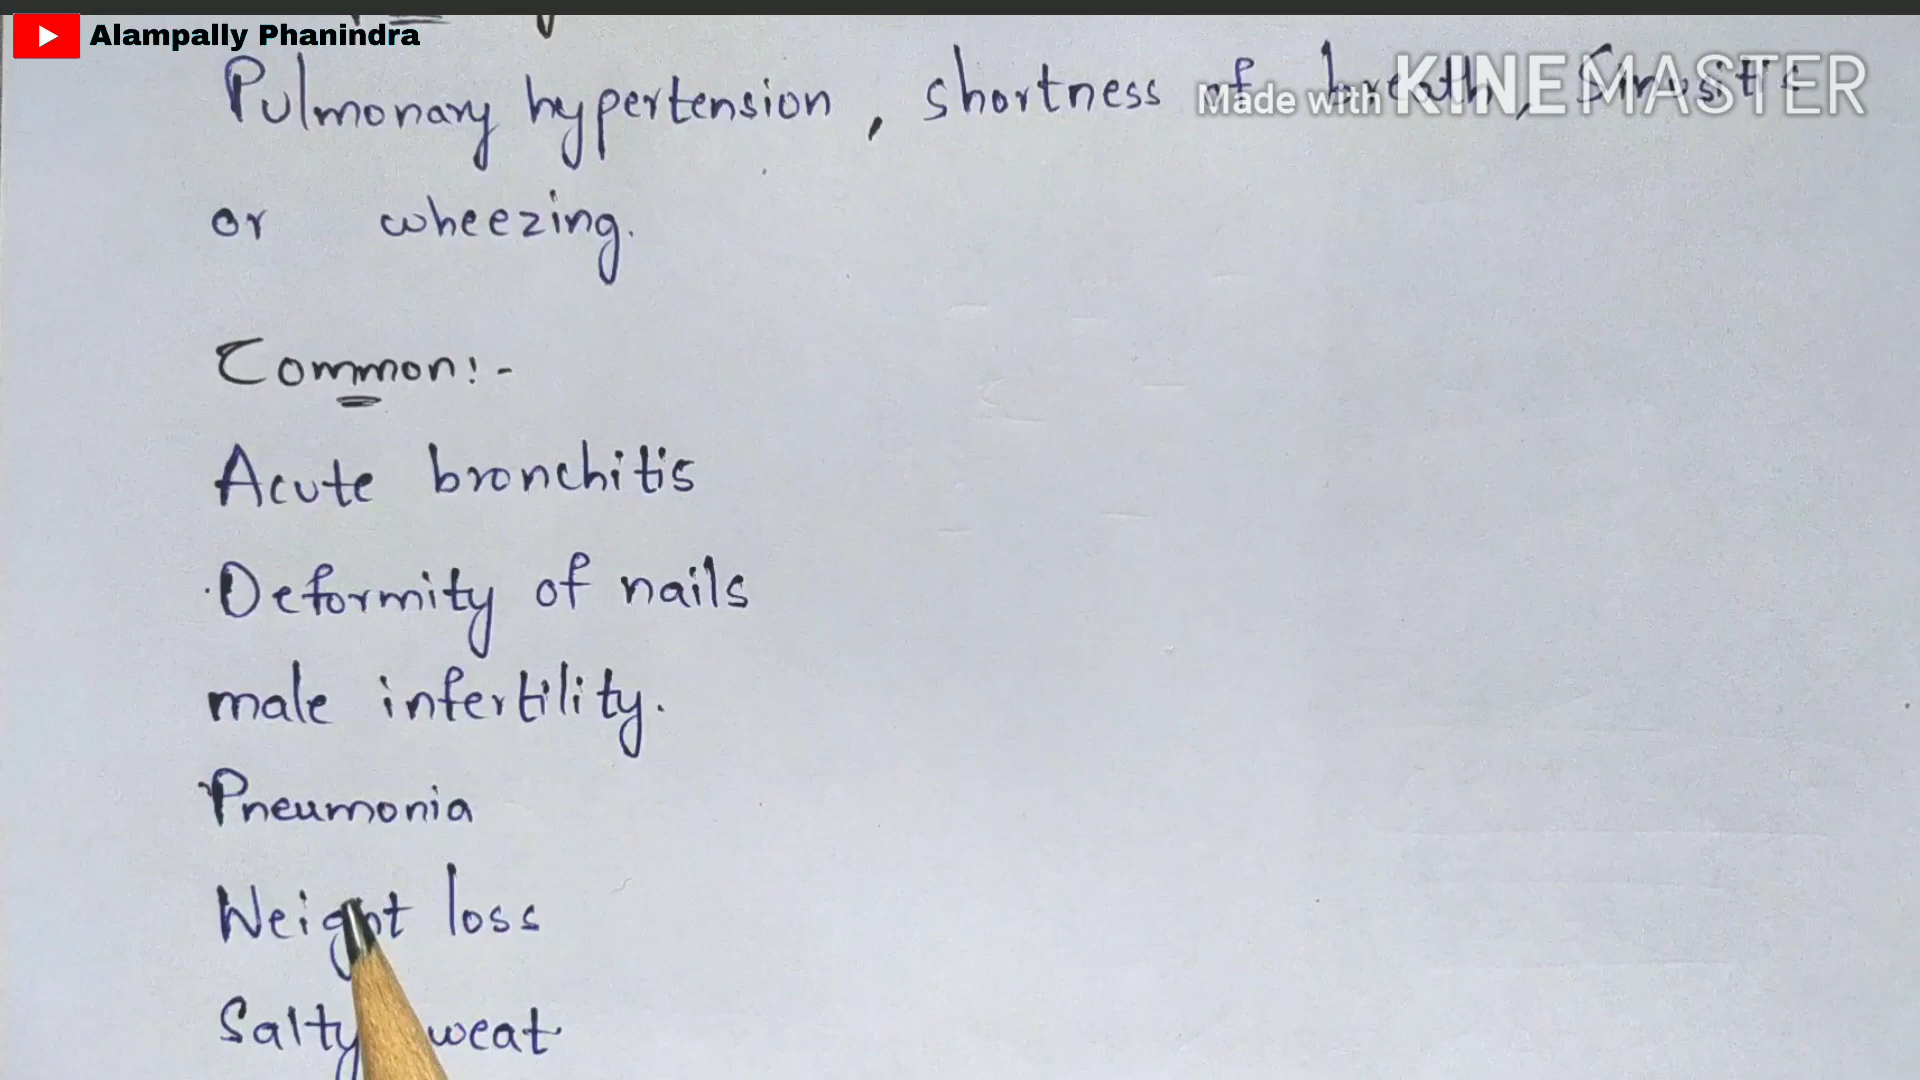 Alampally Phanindra
Pulmonary hypertension, shortness of breath, Sinusitis
Made with KINEMASTER
or wheezing.
Common:-
Acute bronchitis
Deformity of nails
male infertility.
Pneumonia
Weight loss
Salty sweat